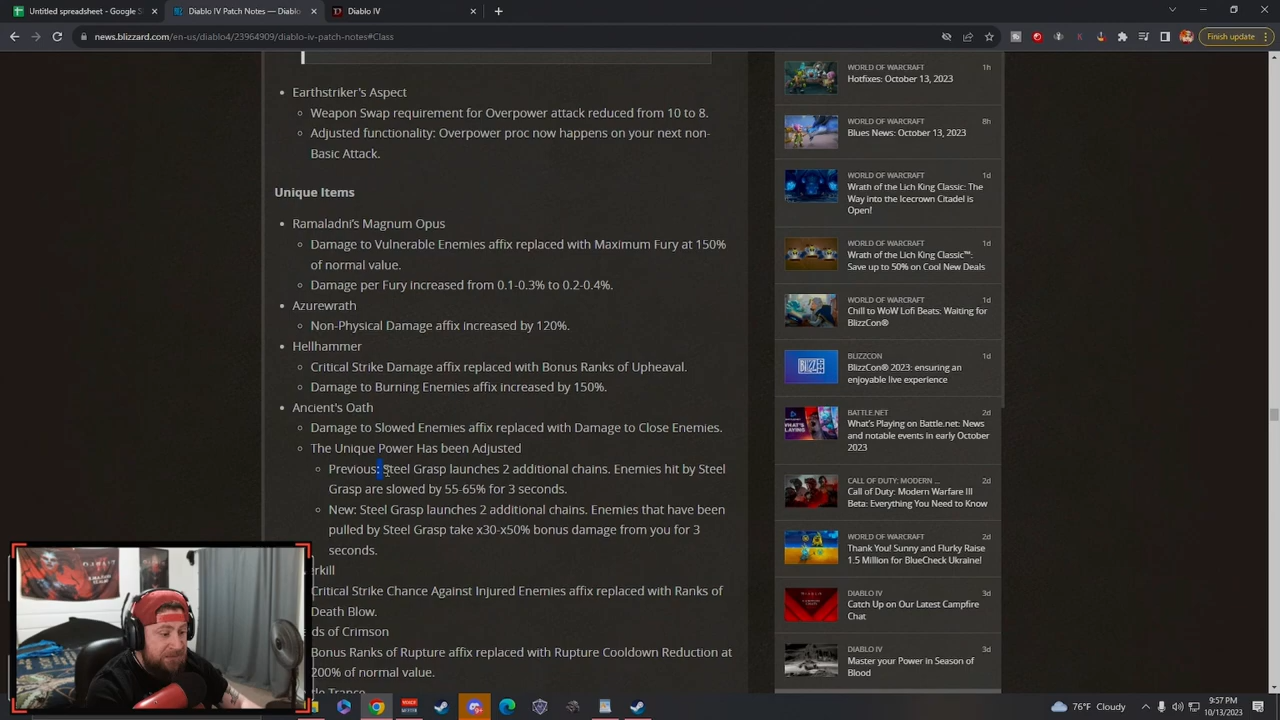 Untitled spreadsheet - Google S
Diablo IV Patch Notes — Diablo
Diablo IV
news.blizzard.com/en-us/diablo4/23964909/diablo-iv-patch-notes#Class
Finish update
Earthstriker's Aspect
Weapon Swap requirement for Overpower attack reduced from 10 to 8.
Adjusted functionality: Overpower proc now happens on your next non-
Basic Attack.
Unique Items
Ramaladni's Magnum Opus
Damage to Vulnerable Enemies affix replaced with Maximum Fury at 150%
of normal value.
Damage per Fury increased from 0.1-0.3% to 0.2-0.4%.
Azurewrath
Non-Physical Damage affix increased by 120%.
Hellhammer
Critical Strike Damage affix replaced with Bonus Ranks of Upheaval.
Damage to Burning Enemies affix increased by 150%.
Ancient's Oath
Damage to Slowed Enemies affix replaced with Damage to Close Enemies.
The Unique Power Has been Adjusted
Previous: Steel Grasp launches 2 additional chains. Enemies hit by Steel
Grasp are slowed by 55-65% for 3 seconds.
New: Steel Grasp launches 2 additional chains. Enemies that have been
pulled by Steel Grasp take x30-x50% bonus damage from you for 3
seconds.
erkill
Critical Strike Chance Against Injured Enemies affix replaced with Ranks of
Death Blow.
ds of Crimson
Bonus Ranks of Rupture affix replaced with Rupture Cooldown Reduction at
200% of normal value.
WORLD OF WARCRAFT 1h
Hotfixes: October 13, 2023
WORLD OF WARCRAFT 8h
Blues News: October 13, 2023
WORLD OF WARCRAFT 1d
Wrath of the Lich King Classic: The
Way into the Icecrown Citadel is
Open!
WORLD OF WARCRAFT 1d
Wrath of the Lich King Classic™:
Save up to 50% on Cool New Deals
WORLD OF WARCRAFT 1d
Chill to WoW Lofi Beats: Waiting for
BlizzCon®
BLIZZCON 1d
BlizzCon® 2023: ensuring an
enjoyable live experience
BATTLE.NET 2d
What's Playing on Battle.net: News
and notable events in early October
2023
CALL OF DUTY: MODERN ... 2d
Call of Duty: Modern Warfare III
Beta: Everything You Need to Know
WORLD OF WARCRAFT 2d
Thank You! Sunny and Flurky Raise
1.5 Million for BlueCheck Ukraine!
DIABLO IV 3d
Catch Up on Our Latest Campfire
Chat
DIABLO IV 3d
Master your Power in Season of
Blood
76°F Cloudy
9:57 PM
10/13/2023